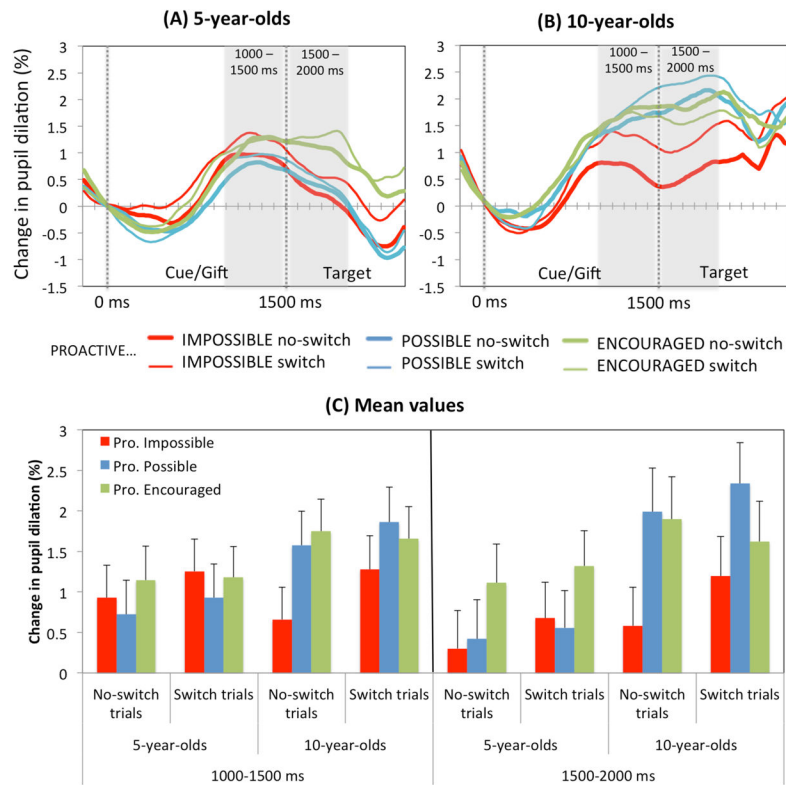 (A) 5-year-olds
(B) 10-year-olds
Change in pupil dilation (%)
3
2.5
2
1.5
1
0.5
0
-0.5
-1
-1.5
1000 –
1500 ms
1500 –
2000 ms
Cue/Gift
Target
0 ms
1500 ms
3
2.5
2
1.5
1
0.5
0
-0.5
-1
-1.5
1000 –
1500 ms
1500 –
2000 ms
Cue/Gift
Target
0 ms
1500 ms
PROACTIVE...
IMPOSSIBLE no-switch
POSSIBLE no-switch
ENCOURAGED no-switch
IMPOSSIBLE switch
POSSIBLE switch
ENCOURAGED switch
(C) Mean values
Change in pupil dilation (%)
3
2.5
2
1.5
1
0.5
0
Pro. Impossible
Pro. Possible
Pro. Encouraged
No-switch
trials
Switch trials
No-switch
trials
Switch trials
No-switch
trials
Switch trials
No-switch
trials
Switch trials
5-year-olds
10-year-olds
5-year-olds
10-year-olds
1000-1500 ms
1500-2000 ms